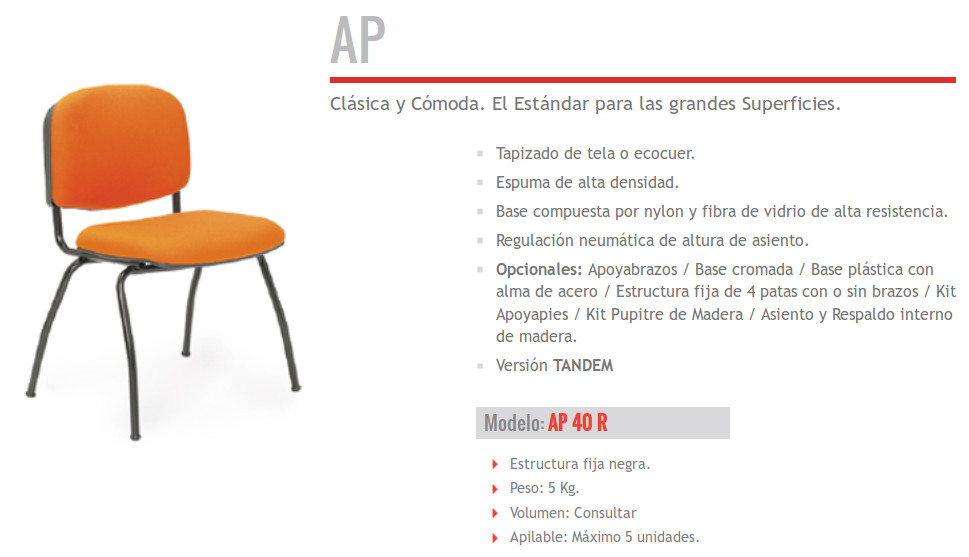 AP
Clásica y Cómoda. El Estándar para las grandes Superficies.
Tapizado de tela o ecocuer.
Espuma de alta densidad.
Base compuesta por nylon y fibra de vidrio de alta resistencia.
Regulación neumática de altura de asiento.
Opcionales: Apoyabrazos / Base cromada / Base plástica con
alma de acero / Estructura fija de 4 patas con o sin brazos / Kit
Apoyapies / Kit Pupitre de Madera / Asiento y Respaldo interno
de madera.
Versión TANDEM
Modelo: AP 40 R
Estructura fija negra.
Peso: 5 Kg.
Volumen: Consultar
Apilable: Máximo 5 unidades.